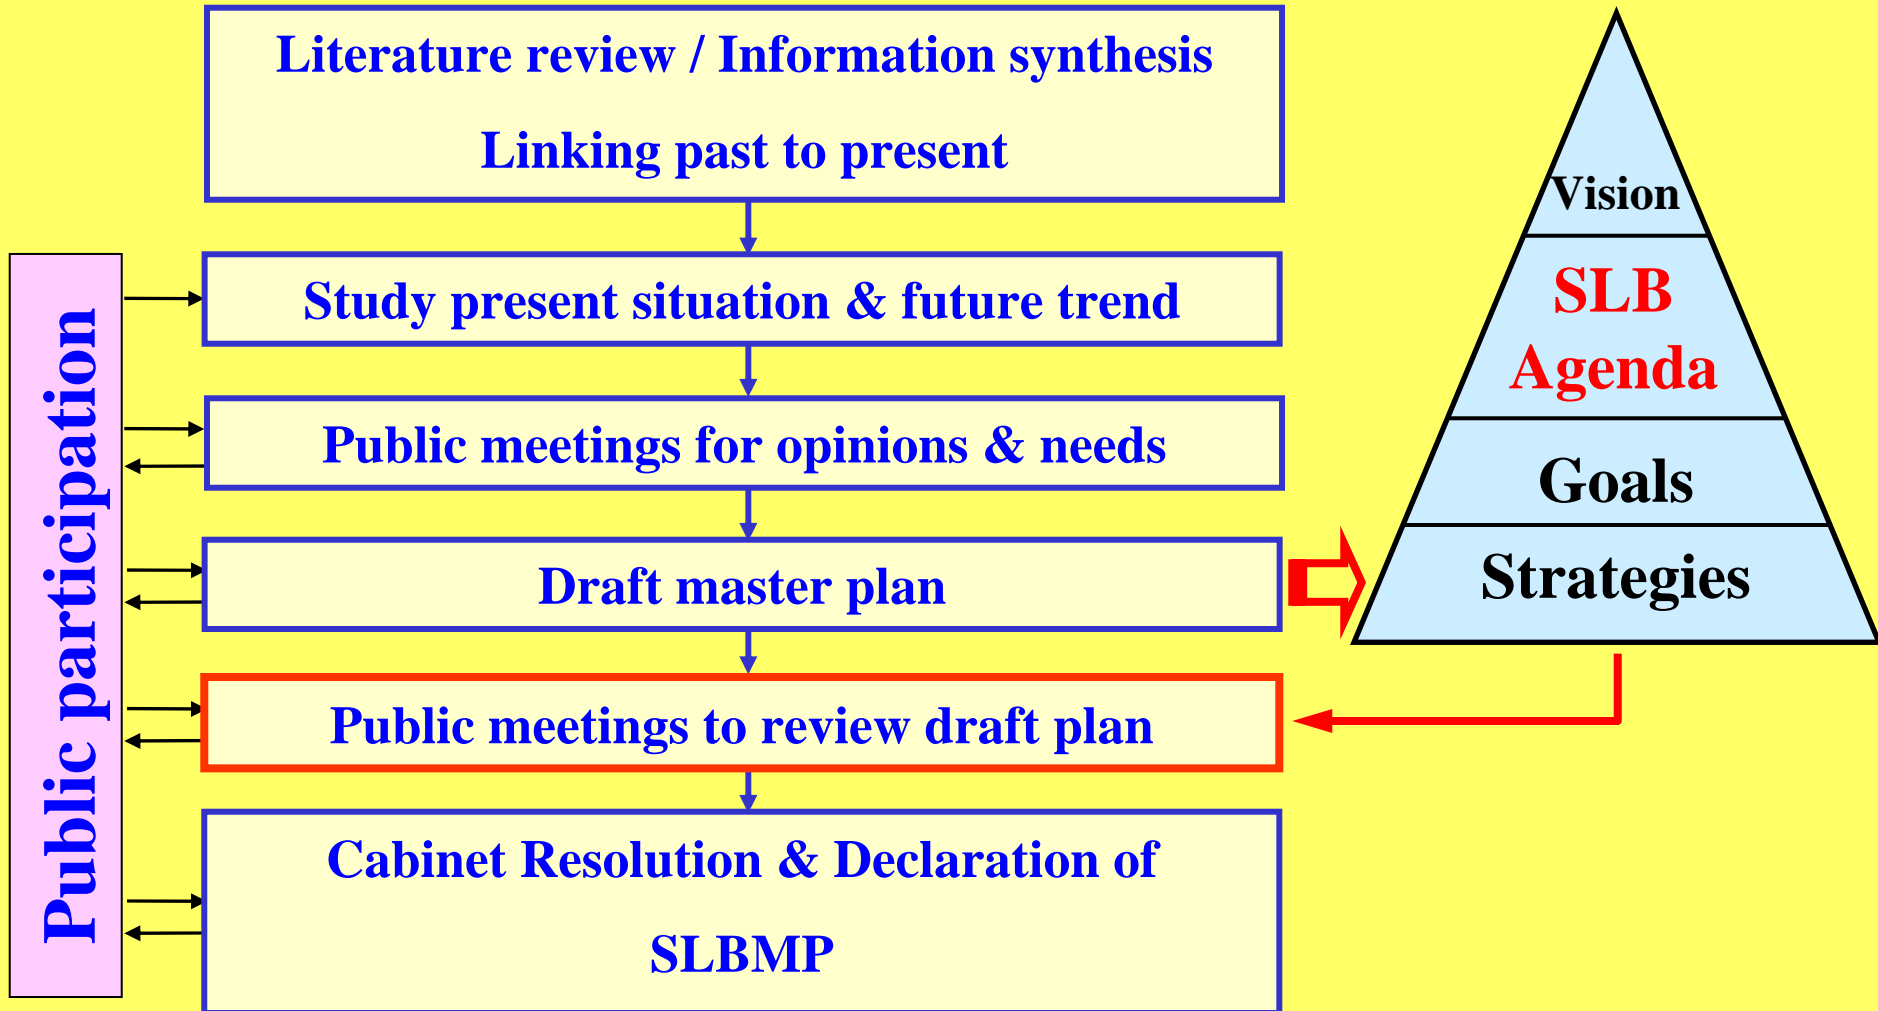 Literature review / Information synthesis
Linking past to present
Study present situation & future trend
Public meetings for opinions & needs
Draft master plan
Public meetings to review draft plan
Cabinet Resolution & Declaration of
SLBMP
Public participation
Vision
SLB
Agenda
Goals
Strategies